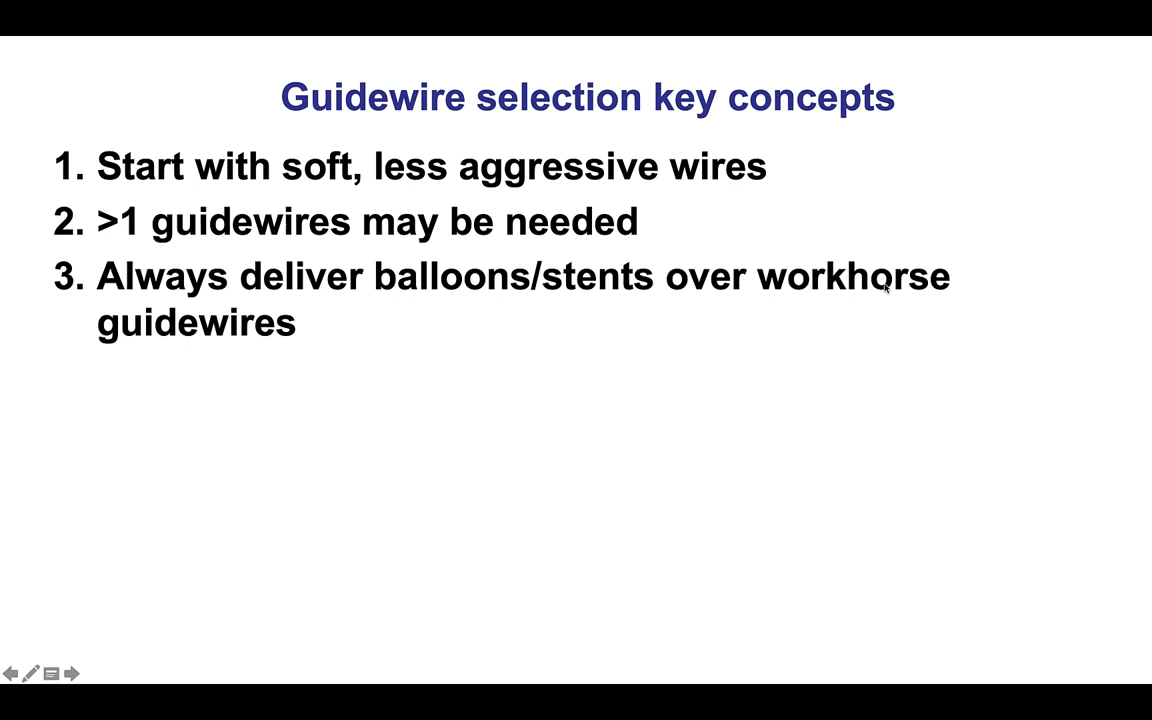 Guidewire selection key concepts
1. Start with soft, less aggressive wires
2. >1 guidewires may be needed
3. Always deliver balloons/stents over workhorse
guidewires